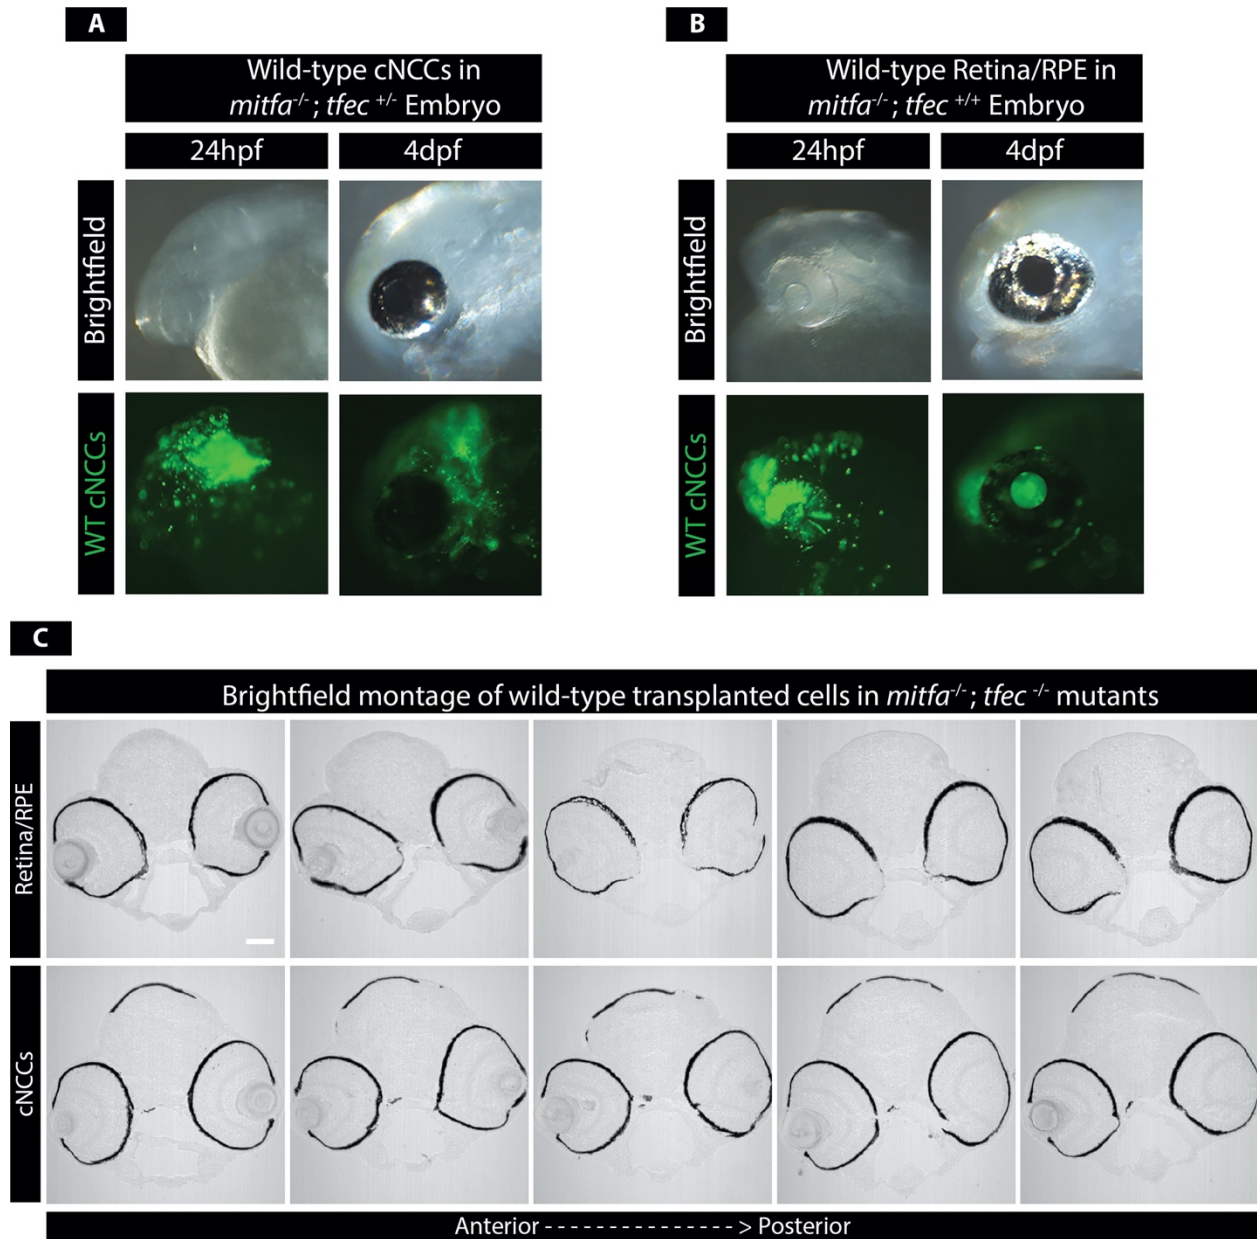 A
Wild-type cNCCs in
mitfa-/-; tfec +/- Embryo
24hpf
4dpf
Brightfield
WT cNCCs
B
Wild-type Retina/RPE in
mitfa-/-; tfec +/+ Embryo
24hpf
4dpf
Brightfield
WT cNCCs
C
Brightfield montage of wild-type transplanted cells in mitfa-/-; tfec -/- mutants
Retina/RPE
cNCCs
Anterior - - - - - - - - - - - - - - - - > Posterior